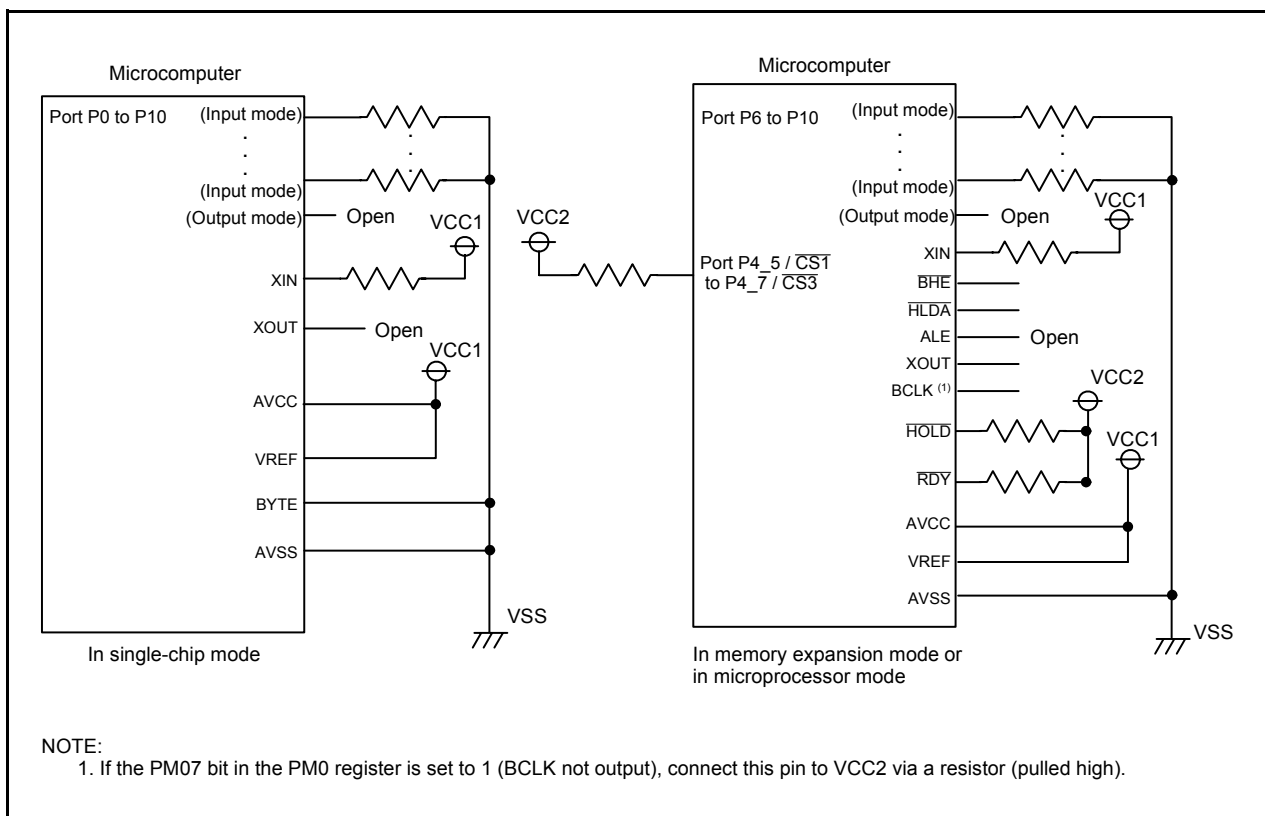 Microcomputer
Port P0 to P10
(Input mode)
(Input mode)
(Output mode)
Open
VCC1
XIN
XOUT
Open
VCC1
AVCC
VREF
BYTE
AVSS
VSS
In single-chip mode
Microcomputer
Port P6 to P10
(Input mode)
(Input mode)
(Output mode)
Open
VCC1
VCC2
Port P4_5 / CS1
to P4_7 / CS3
XIN
BHE
HLDA
ALE
Open
XOUT
BCLK (1)
VCC2
HOLD
VCC1
RDY
AVCC
VREF
AVSS
VSS
In memory expansion mode or
in microprocessor mode
NOTE:
1. If the PM07 bit in the PM0 register is set to 1 (BCLK not output), connect this pin to VCC2 via a resistor (pulled high).